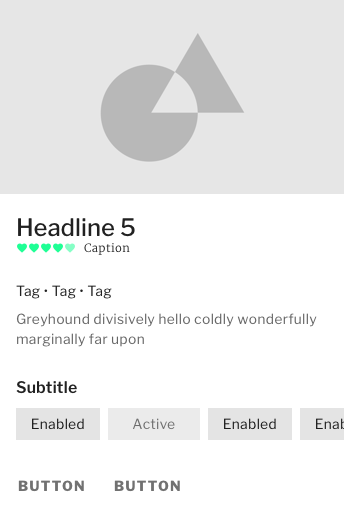 Headline 5
Caption
Tag • Tag • Tag
Greyhound divisively hello coldly wonderfully
marginally far upon
Subtitle
Enabled Active Enabled Enab
BUTTON BUTTON